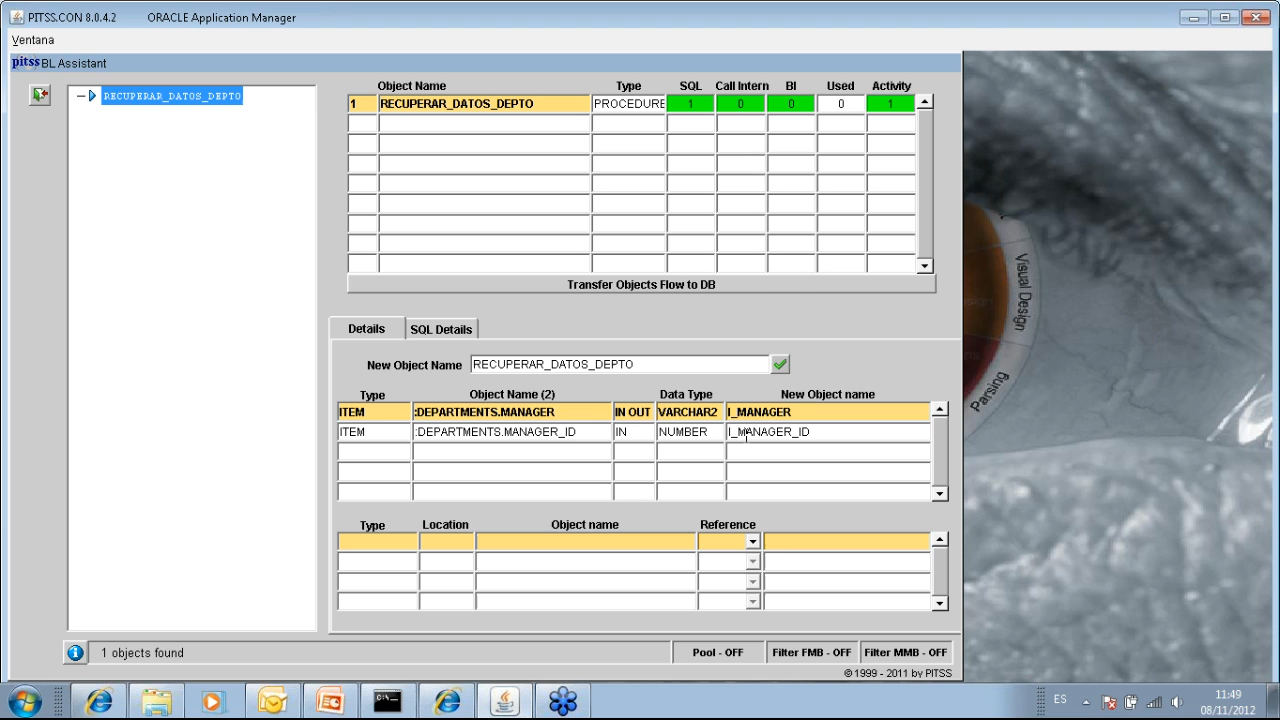 PITSS.CON 8.0.4.2 ORACLE Application Manager
Ventana
pitss BL Assistant
RECUPERAR_DATOS_DEPTO
Object Name Type SQL Call Intern BI Used Activity
1 RECUPERAR_DATOS_DEPTO PROCEDURE 1 0 0 0 1
Transfer Objects Flow to DB
Details SQL Details
New Object Name RECUPERAR_DATOS_DEPTO
Type Object Name (2) Data Type New Object name
ITEM :DEPARTMENTS.MANAGER IN OUT VARCHAR2 I_MANAGER
ITEM :DEPARTMENTS.MANAGER_ID IN NUMBER I_MANAGER_ID
Type Location Object name Reference
1 objects found Pool - OFF Filter FMB - OFF Filter MMB - OFF
© 1999 - 2011 by PITSS
Visual Design
Parsing
ES 11:49
08/11/2012